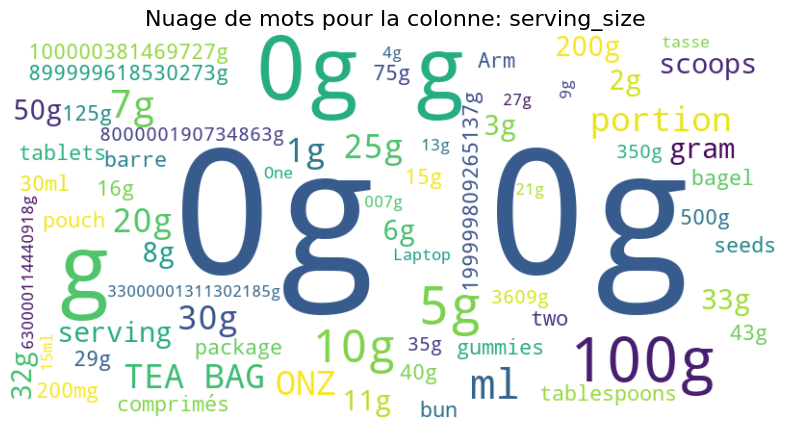 Nuage de mots pour la colonne: serving_size
100000381469727g
0g
g
4g
Arm
200g
tasse
899999618530273g
75g
scoops
9g
2g
50g
125g
7g
27g
portion
800000190734863g
1g
25g
13g
3g
350g
gram
tablets
barre
0g 0g
199999809265137g
30ml
16g
One
15g
21g
bagel
007g
pouch
20g
6g
500g
8g
Laptop
seeds
630000114440918g
g
33000001311302185g
3609g
33g
30g
5g
two
43g
serving
10g
35g
gummies
100g
15ml
29g
package
32g
TEA BAG
ONZ
40g
ml
tablespoons
200mg
comprimés
11g
bun